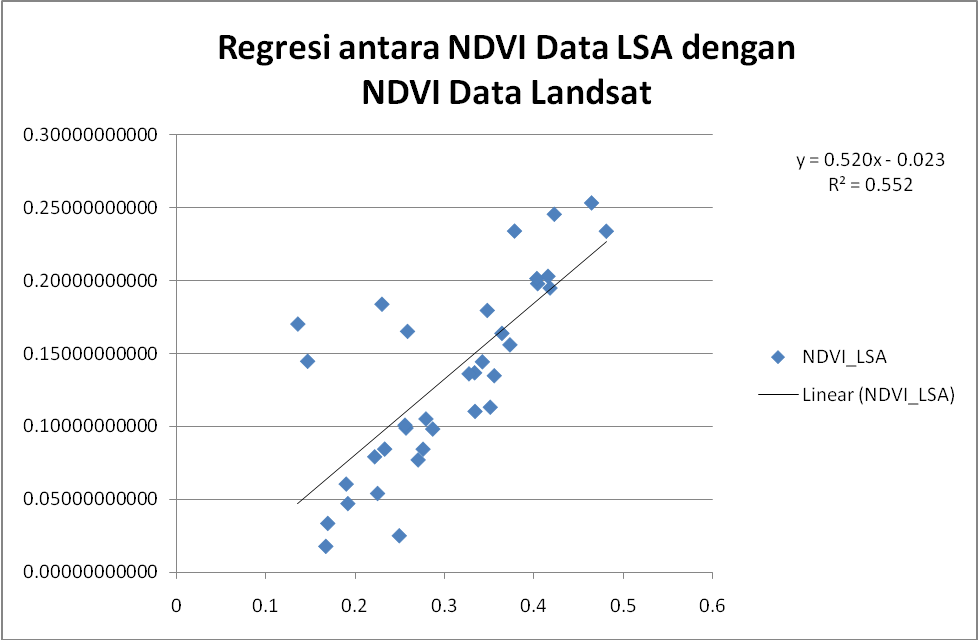 Regresi antara NDVI Data LSA dengan
NDVI Data Landsat
0.30000000000
0.25000000000
0.20000000000
0.15000000000
0.10000000000
0.05000000000
0.00000000000
0
0.1
0.2
0.3
0.4
0.5
0.6
y = 0.520x - 0.023
R² = 0.552
NDVI_LSA
Linear (NDVI_LSA)